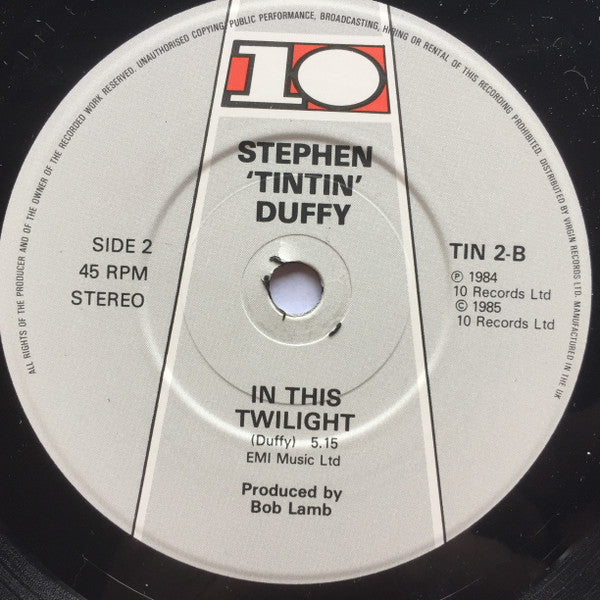 ALL RIGHTS OF THE PRODUCER AND OF THE OWNER OF THE RECORDED WORK RESERVED. UNAUTHORISED COPYING, PUBLIC PERFORMANCE, BROADCASTING, HIRING OR RENTAL OF THIS RECORDING PROHIBITED. DISTRIBUTED BY VIRGIN RECORDS LTD. MANUFACTURED IN THE UK
10
STEPHEN
'TINTIN'
DUFFY
SIDE 2
45 RPM
STEREO
TIN 2-B
℗ 1984
10 Records Ltd
© 1985
10 Records Ltd
IN THIS
TWILIGHT
(Duffy) 5.15
EMI Music Ltd
Produced by
Bob Lamb